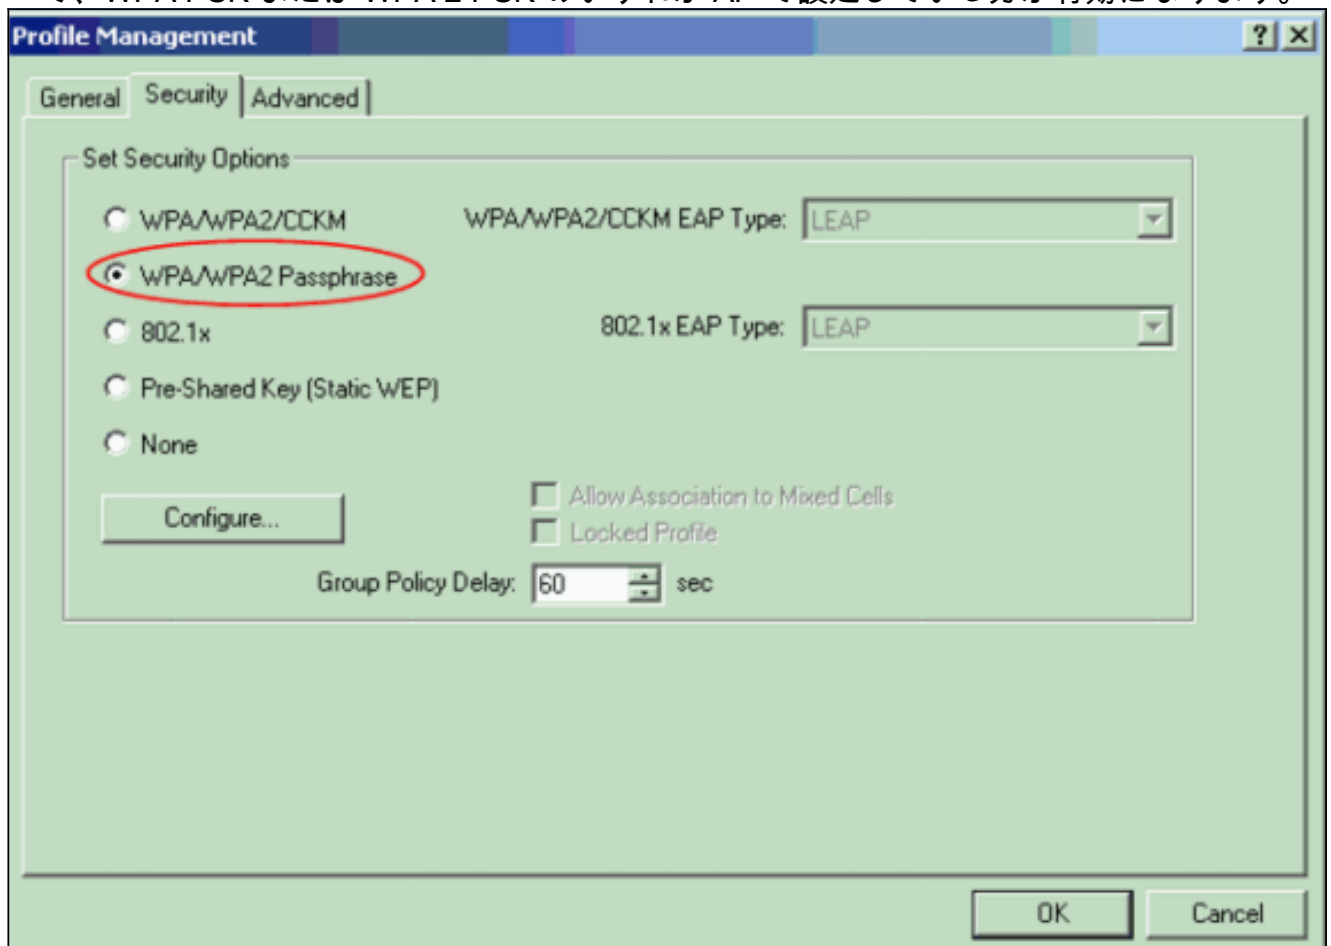 Profile Management
General Security Advanced
Set Security Options
WPA/WPA2/CCKM WPA/WPA2/CCKM EAP Type: LEAP
WPA/WPA2 Passphrase
802.1x 802.1x EAP Type: LEAP
Pre-Shared Key (Static WEP)
None
Allow Association to Mixed Cells
Configure...
Locked Profile
Group Policy Delay: 60 sec
OK Cancel